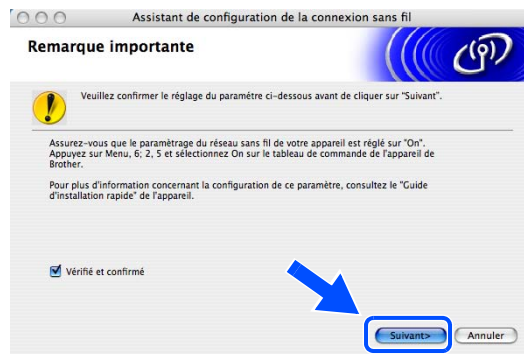 Assistant de configuration de la connexion sans fil
Remarque importante
Veuillez confirmer le réglage du paramétre ci-dessous avant de cliquer sur "Suivant".
Assurez-vous que le paramètrage du réseau sans fil de votre appareil est réglé sur "On".
Appuyez sur Menu, 6; 2, 5 et sélectionnez On sur le tableau de commande de l'appareil de
Brother.
Pour plus d'information concernant la configuration de ce paramètre, consultez le "Guide
d'installation rapide" de l'appareil.
Vérifié et confirmé
Suivant>
Annuler